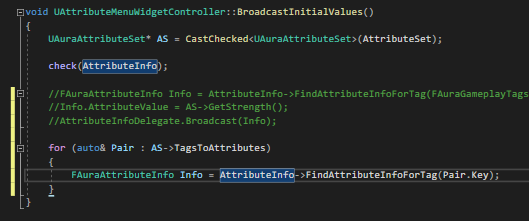 void UAttributeMenuWidgetController::BroadcastInitialValues()
{
UAuraAttributeSet* AS = CastChecked<UAuraAttributeSet>(AttributeSet);
check(AttributeInfo);
//FAuraAttributeInfo Info = AttributeInfo->FindAttributeInfoForTag(FAuraGameplayTags
//Info.AttributeValue = AS->GetStrength();
//AttributeInfoDelegate.Broadcast(Info);
for (auto& Pair : AS->TagsToAttributes)
{
FAuraAttributeInfo Info = AttributeInfo->FindAttributeInfoForTag(Pair.Key);
}
}